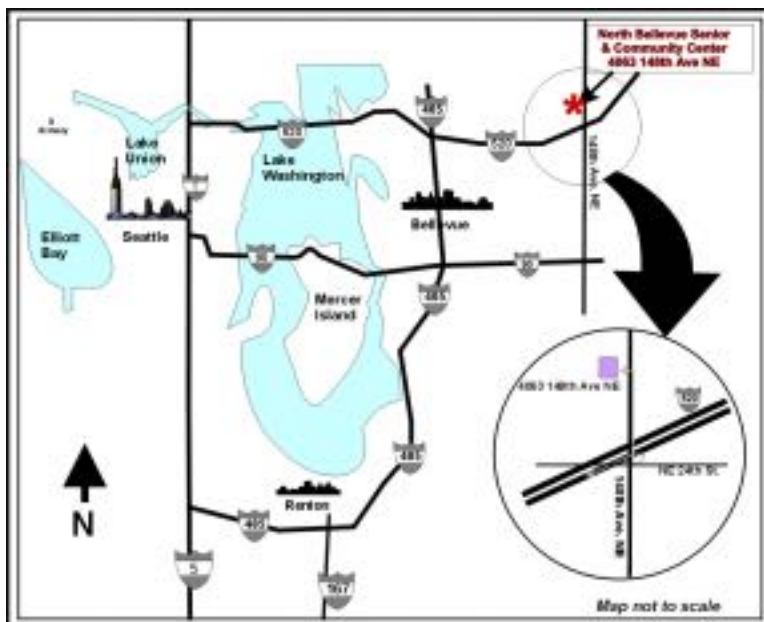 North Bellevue Senior
& Community Center
4063 148th Ave NE
405
520
520
Lake
Union
Lake
Washington
5
148th Ave, NE
Seattle
Bellevue
Elliott
Bay
90
90
Mercer
Island
405
4063 148th Ave NE
520
NE 24th St.
148th Ave, NE
405
Renton
405
N
5
167
Map not to scale